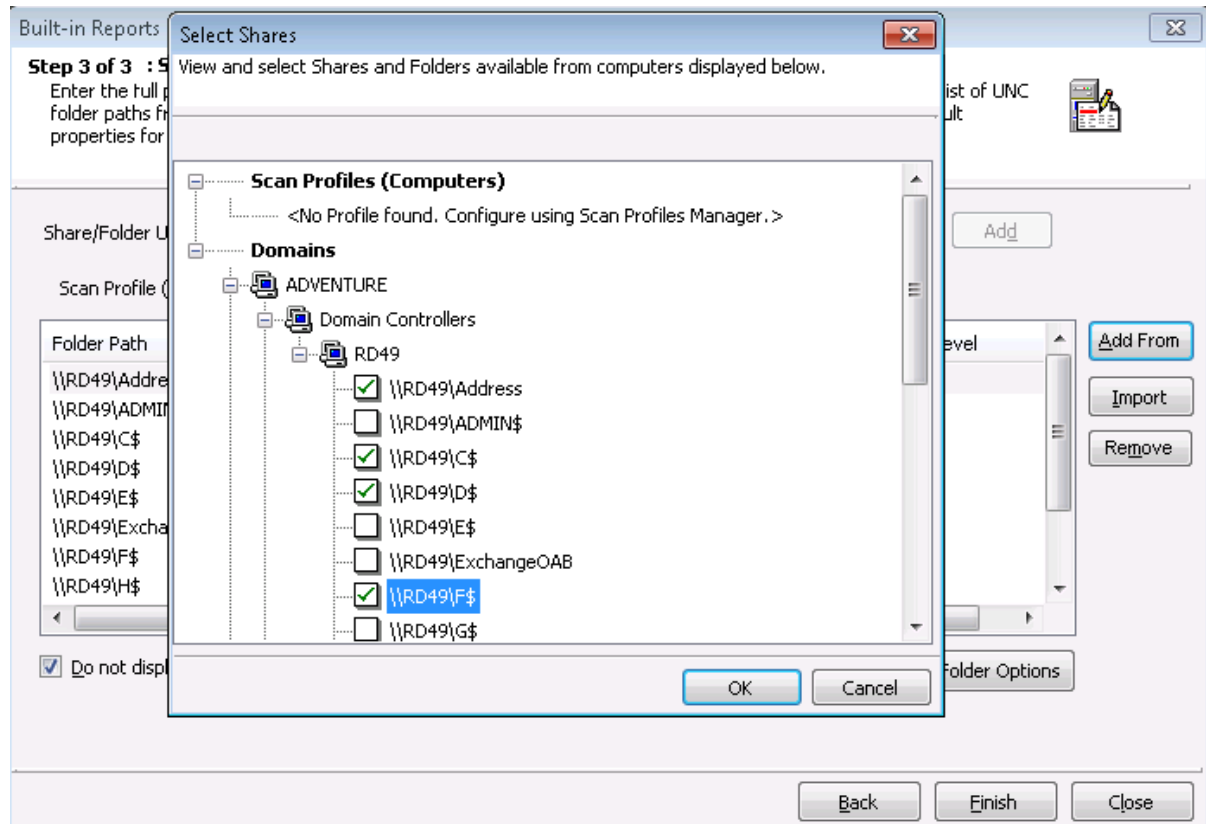 Built-in Reports
Select Shares
Step 3 of 3 : S
View and select Shares and Folders available from computers displayed below.
Enter the full p
ist of UNC
folder paths fr
ult
properties for
Scan Profiles (Computers)
<No Profile found. Configure using Scan Profiles Manager.>
Share/Folder U
Add
Domains
ADVENTURE
Scan Profile (
Domain Controllers
RD49
Folder Path
evel
Add From
\\RD49\Addre
\\RD49\ADMIN
\\RD49\C$
\\RD49\D$
\\RD49\E$
\\RD49\Excha
\\RD49\F$
\\RD49\H$
\\RD49\Address
\\RD49\ADMIN$
\\RD49\C$
\\RD49\D$
\\RD49\E$
\\RD49\ExchangeOAB
\\RD49\F$
\\RD49\G$
Import
Remove
Do not displ
Folder Options
OK
Cancel
Back
Finish
Close